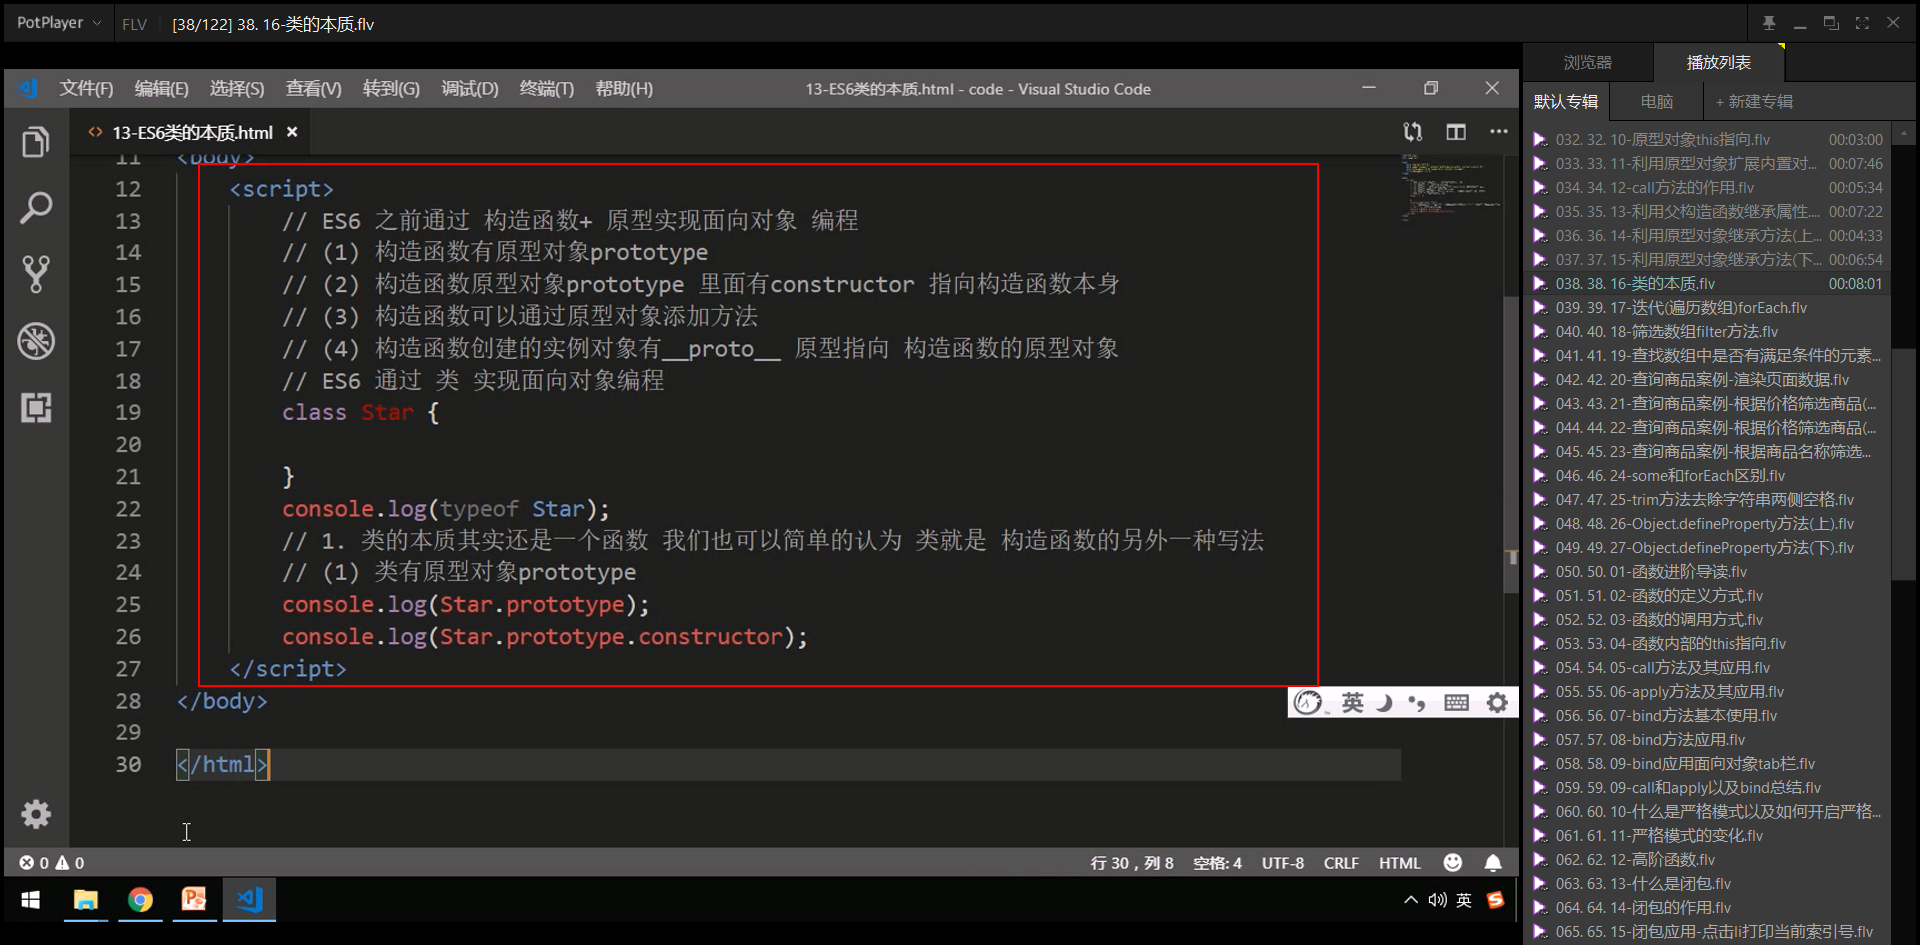 PotPlayer
FLV
[38/122] 38. 16-类的本质.flv
浏览器
播放列表
默认专辑
电脑
+ 新建专辑
文件(F) 编辑(E) 选择(S) 查看(V) 转到(G) 调试(D) 终端(T) 帮助(H)
13-ES6类的本质.html - code - Visual Studio Code
13-ES6类的本质.html
11 <body>
12 <script>
13 // ES6 之前通过 构造函数+ 原型实现面向对象 编程
14 // (1) 构造函数有原型对象prototype
15 // (2) 构造函数原型对象prototype 里面有constructor 指向构造函数本身
16 // (3) 构造函数可以通过原型对象添加方法
17 // (4) 构造函数创建的实例对象有__proto__ 原型指向 构造函数的原型对象
18 // ES6 通过 类 实现面向对象编程
19 class Star {
20
21 }
22 console.log(typeof Star);
23 // 1. 类的本质其实还是一个函数 我们也可以简单的认为 类就是 构造函数的另外一种写法
24 // (1) 类有原型对象prototype
25 console.log(Star.prototype);
26 console.log(Star.prototype.constructor);
27 </script>
28 </body>
29
30 </html>
英
0 0
行 30，列 8 空格: 4 UTF-8 CRLF HTML
英
032. 32. 10-原型对象this指向.flv 00:03:00
033. 33. 11-利用原型对象扩展内置对... 00:07:46
034. 34. 12-call方法的作用.flv 00:05:34
035. 35. 13-利用父构造函数继承属性.... 00:07:22
036. 36. 14-利用原型对象继承方法(上... 00:04:33
037. 37. 15-利用原型对象继承方法(下... 00:06:54
038. 38. 16-类的本质.flv 00:08:01
039. 39. 17-迭代(遍历数组)forEach.flv
040. 40. 18-筛选数组filter方法.flv
041. 41. 19-查找数组中是否有满足条件的元素...
042. 42. 20-查询商品案例-渲染页面数据.flv
043. 43. 21-查询商品案例-根据价格筛选商品(...
044. 44. 22-查询商品案例-根据价格筛选商品(...
045. 45. 23-查询商品案例-根据商品名称筛选...
046. 46. 24-some和forEach区别.flv
047. 47. 25-trim方法去除字符串两侧空格.flv
048. 48. 26-Object.defineProperty方法(上).flv
049. 49. 27-Object.defineProperty方法(下).flv
050. 50. 01-函数进阶导读.flv
051. 51. 02-函数的定义方式.flv
052. 52. 03-函数的调用方式.flv
053. 53. 04-函数内部的this指向.flv
054. 54. 05-call方法及其应用.flv
055. 55. 06-apply方法及其应用.flv
056. 56. 07-bind方法基本使用.flv
057. 57. 08-bind方法应用.flv
058. 58. 09-bind应用面向对象tab栏.flv
059. 59. 09-call和apply以及bind总结.flv
060. 60. 10-什么是严格模式以及如何开启严格...
061. 61. 11-严格模式的变化.flv
062. 62. 12-高阶函数.flv
063. 63. 13-什么是闭包.flv
064. 64. 14-闭包的作用.flv
065. 65. 15-闭包应用-点击li打印当前索引号.flv